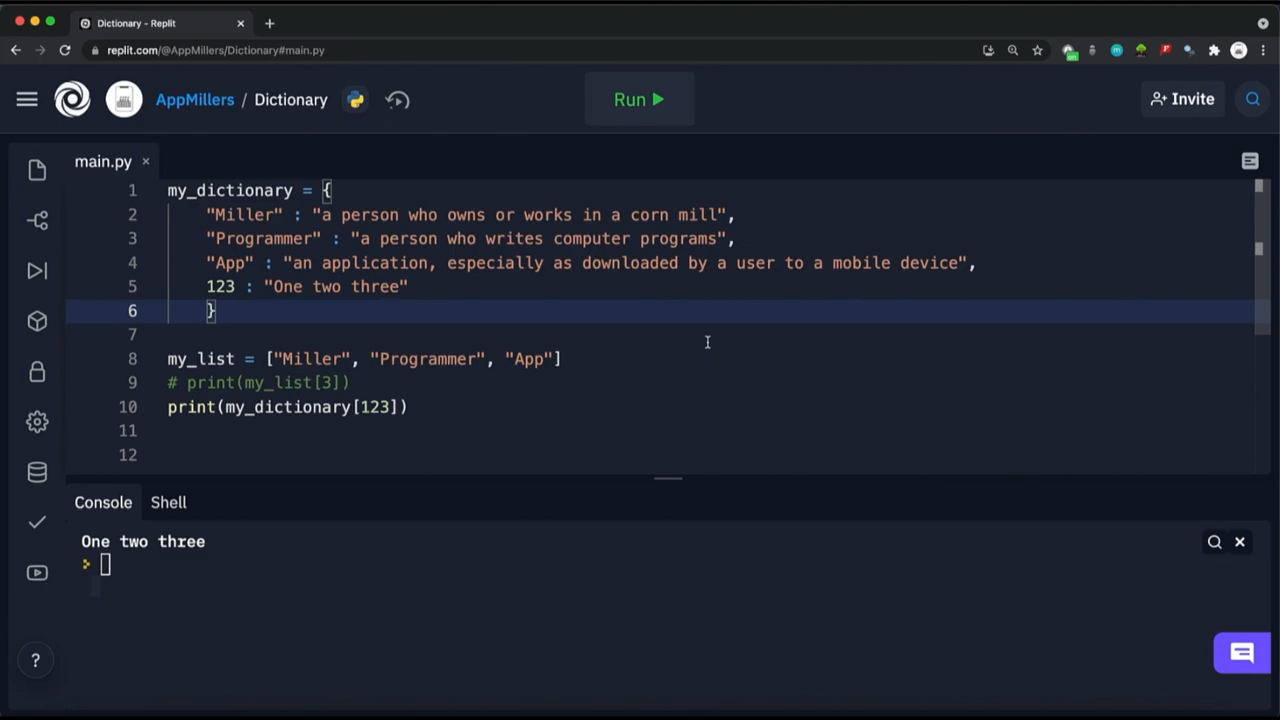 Dictionary - Replit
replit.com/@AppMillers/Dictionary#main.py
AppMillers / Dictionary
Run
Invite
main.py
1 my_dictionary = {
2 "Miller" : "a person who owns or works in a corn mill",
3 "Programmer" : "a person who writes computer programs",
4 "App" : "an application, especially as downloaded by a user to a mobile device",
5 123 : "One two three"
6 }
7
8 my_list = ["Miller", "Programmer", "App"]
9 # print(my_list[3])
10 print(my_dictionary[123])
11
12
Console Shell
One two three
?